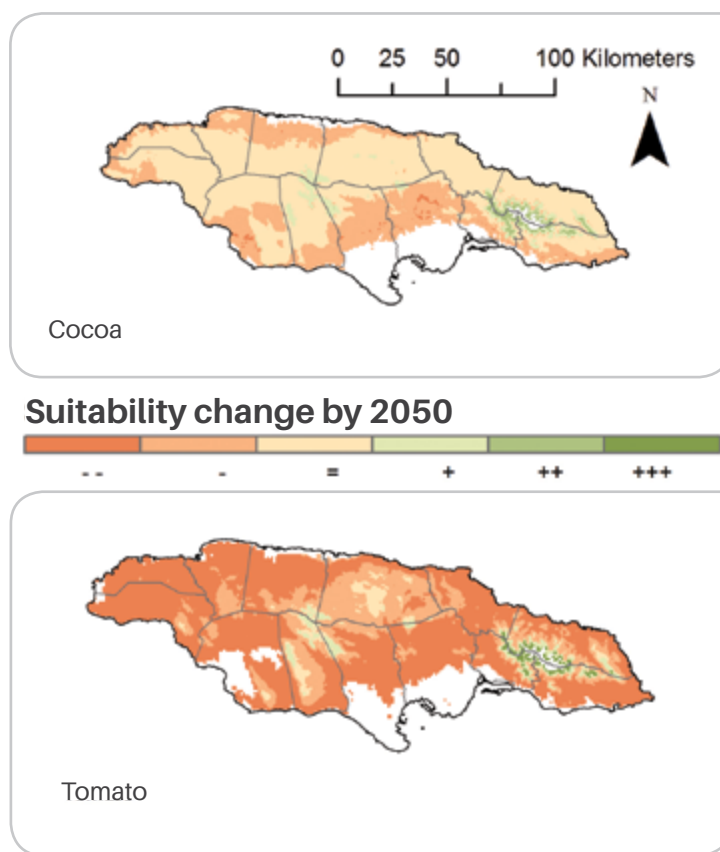 0 25 50 100 Kilometers
N
Cocoa
Suitability change by 2050
-- - = + ++ +++
Tomato